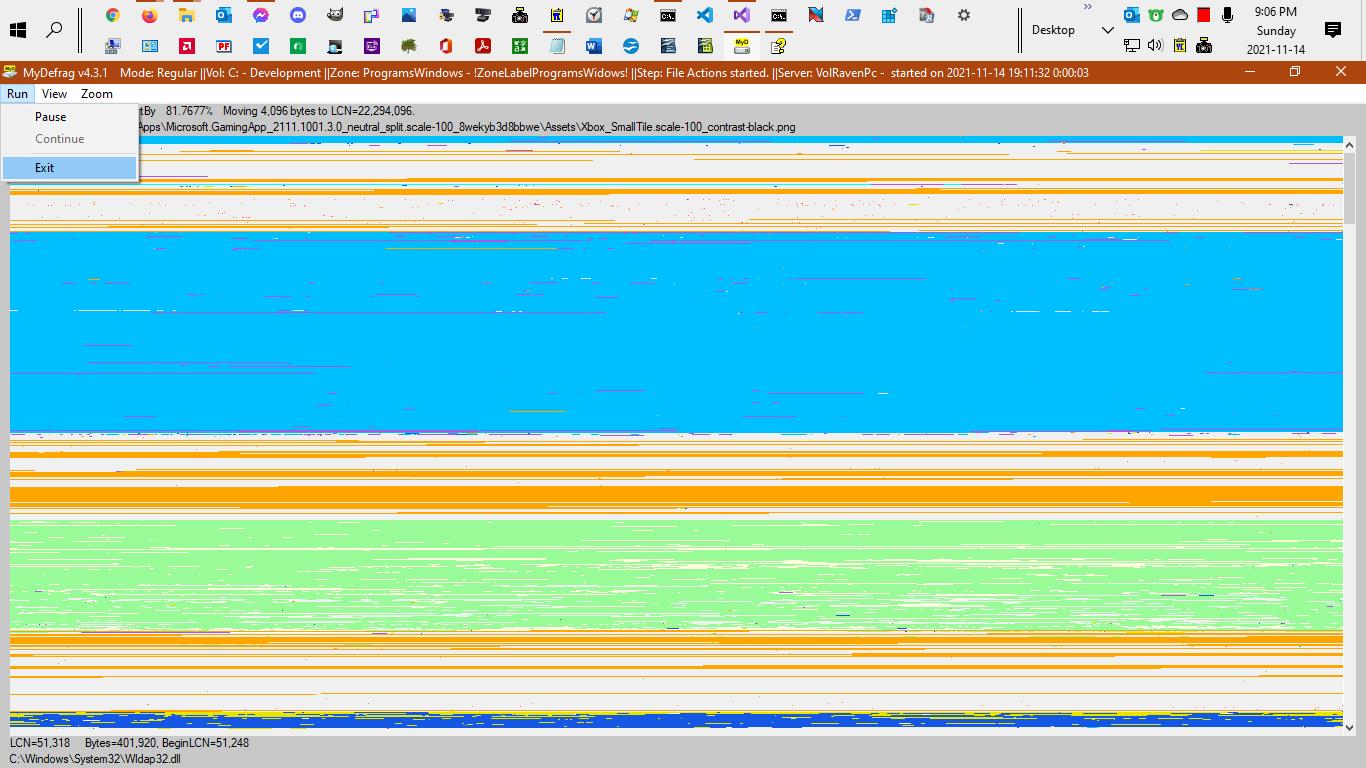 9:06 PM
Desktop
Sunday
2021-11-14
MyDefrag v4.3.1 Mode: Regular ||Vol: C: - Development ||Zone: ProgramsWindows - !ZoneLabelProgramsWidows! ||Step: File Actions started. ||Server: VolRavenPc - started on 2021-11-14 19:11:32 0:00:03
Run View Zoom
tBy 81.7677% Moving 4,096 bytes to LCN=22,294,096.
Pause
Apps\Microsoft.GamingApp_2111.1001.3.0_neutral_split.scale-100_8wekyb3d8bbwe\Assets\Xbox_SmallTile.scale-100_contrast-black.png
Continue
Exit
LCN=51,318 Bytes=401,920, BeginLCN=51,248
C:\Windows\System32\Wldap32.dll